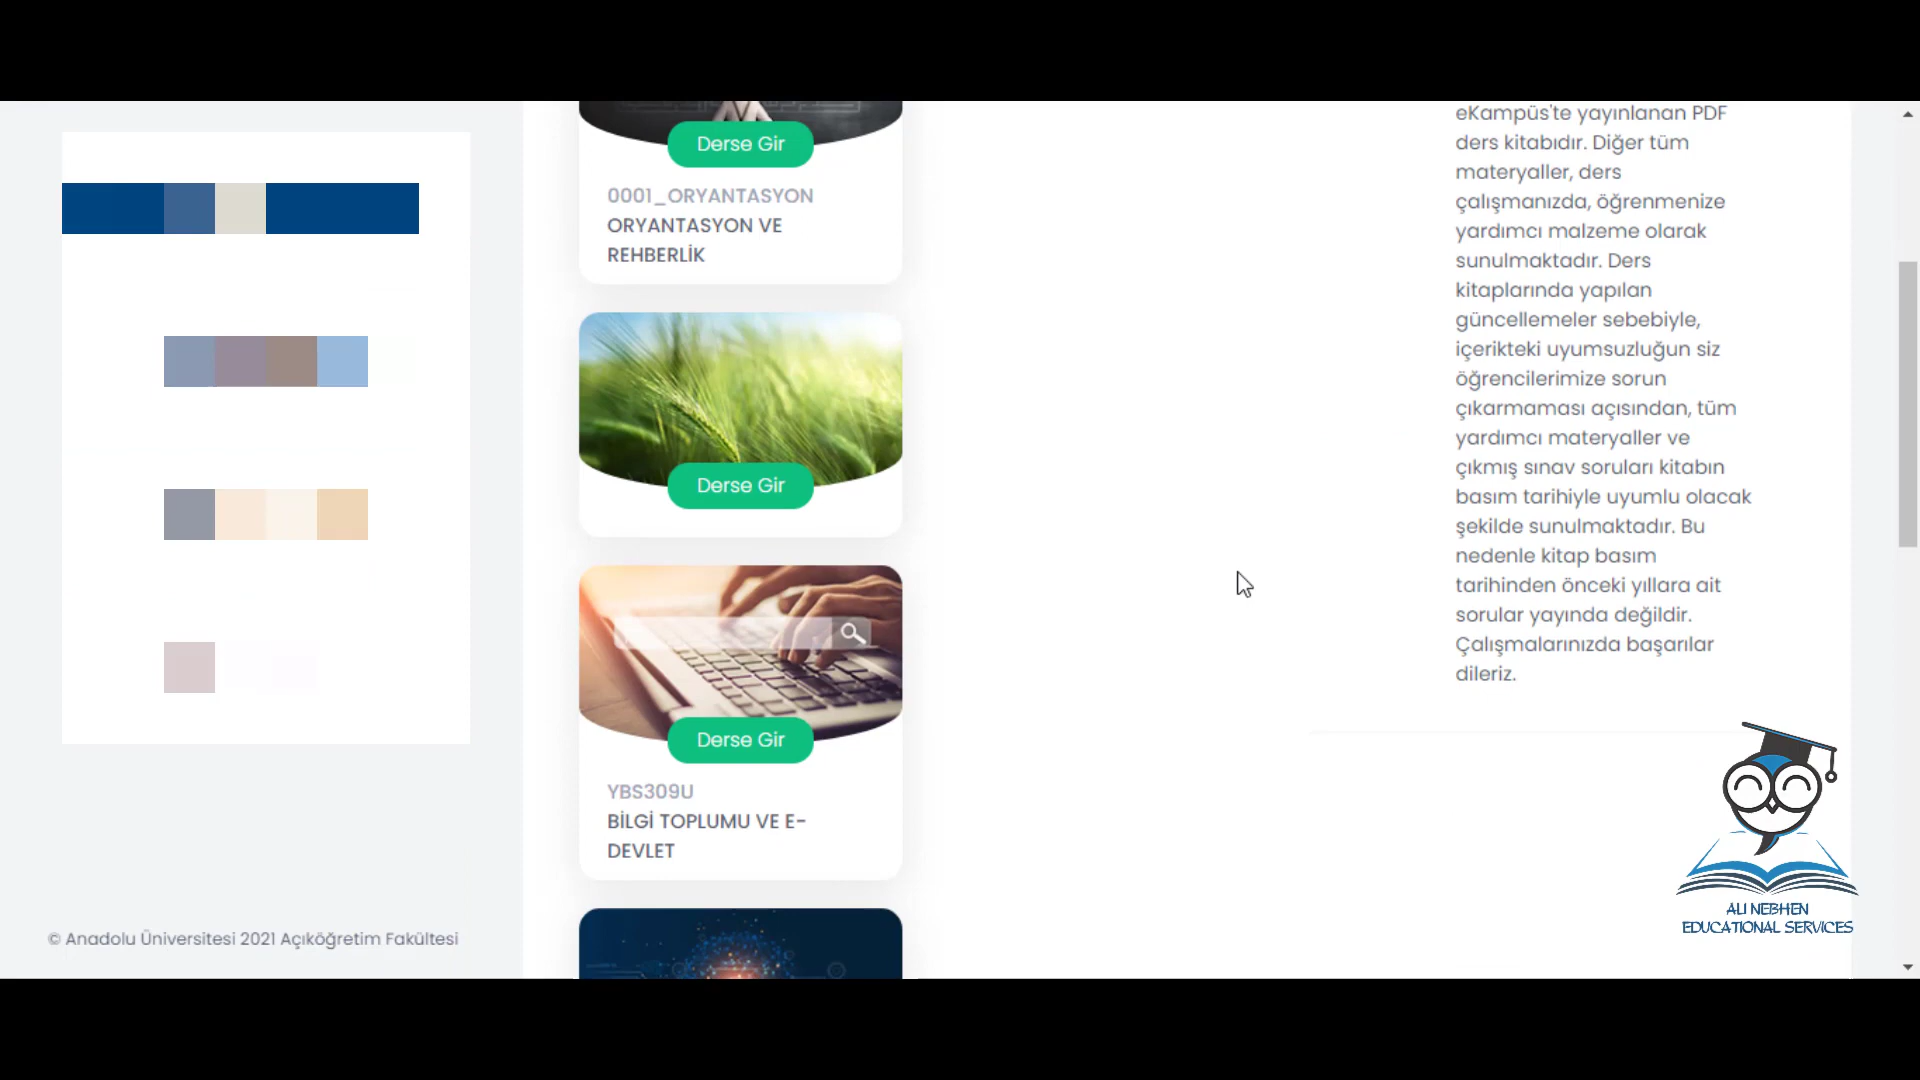 Derse Gir
0001_ORYANTASYON
ORYANTASYON VE
REHBERLİK
Derse Gir
Derse Gir
YBS309U
BİLGİ TOPLUMU VE E-
DEVLET
eKampüs'te yayınlanan PDF
ders kitabıdır. Diğer tüm
materyaller, ders
çalışmanızda, öğrenmenize
yardımcı malzeme olarak
sunulmaktadır. Ders
kitaplarında yapılan
güncellemeler sebebiyle,
içerikteki uyumsuzluğun siz
öğrencilerimize sorun
çıkarmaması açısından, tüm
yardımcı materyaller ve
çıkmış sınav soruları kitabın
basım tarihiyle uyumlu olacak
şekilde sunulmaktadır. Bu
nedenle kitap basım
tarihinden önceki yıllara ait
sorular yayında değildir.
Çalışmalarınızda başarılar
dileriz.
ALI NEBHEN
EDUCATIONAL SERVICES
© Anadolu Üniversitesi 2021 Açıköğretim Fakültesi